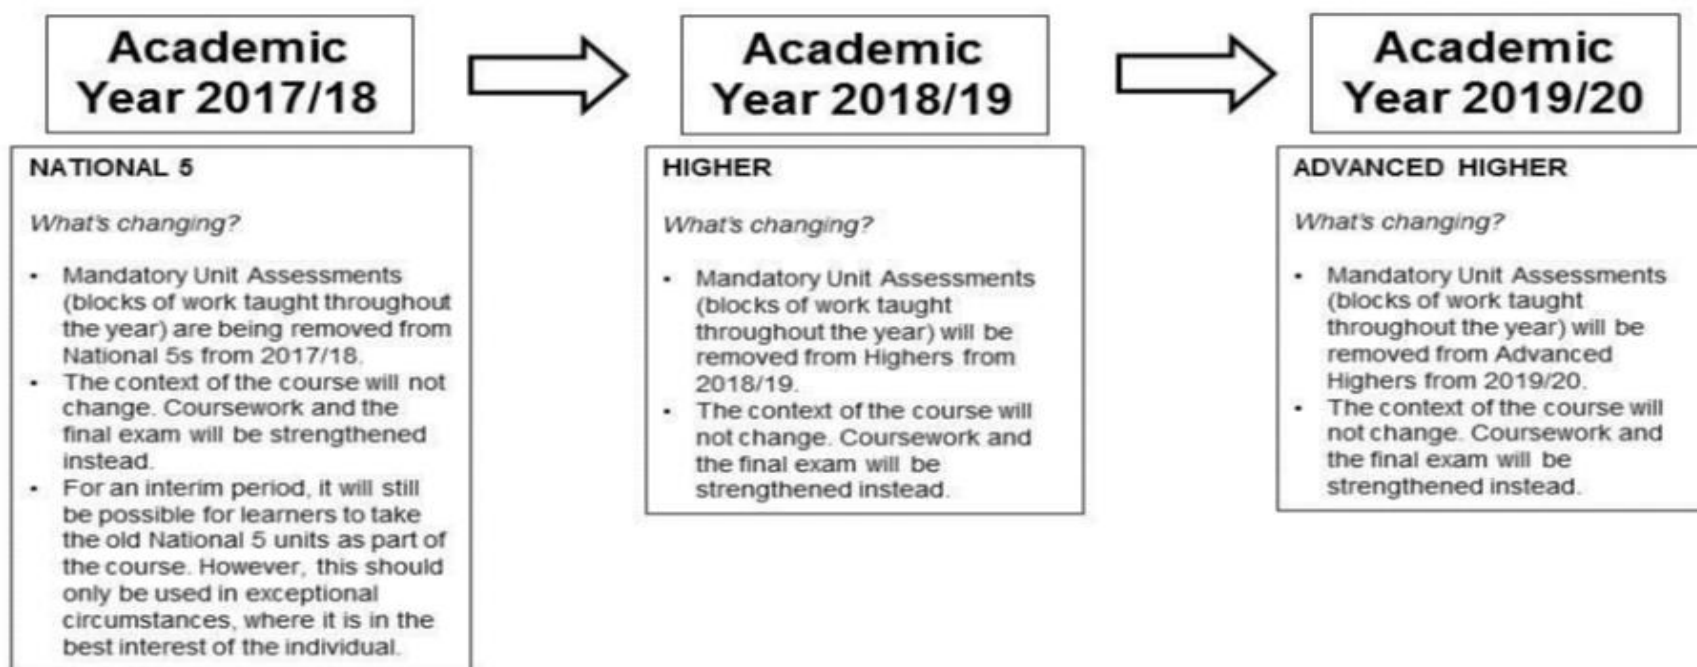 Academic
Year 2017/18
Academic
Year 2018/19
Academic
Year 2019/20
NATIONAL 5
What's changing?
• Mandatory Unit Assessments
(blocks of work taught throughout
the year) are being removed from
National 5s from 2017/18.
• The context of the course will not
change. Coursework and the
final exam will be strengthened
instead.
• For an interim period, it will still
be possible for learners to take
the old National 5 units as part of
the course. However, this should
only be used in exceptional
circumstances, where it is in the
best interest of the individual.
HIGHER
What's changing?
• Mandatory Unit Assessments
(blocks of work taught
throughout the year) will be
removed from Highers from
2018/19.
• The context of the course will
not change. Coursework and
the final exam will be
strengthened instead.
ADVANCED HIGHER
What's changing?
• Mandatory Unit Assessments
(blocks of work taught
throughout the year) will be
removed from Advanced
Highers from 2019/20.
• The context of the course will
not change. Coursework and
the final exam will be
strengthened instead.